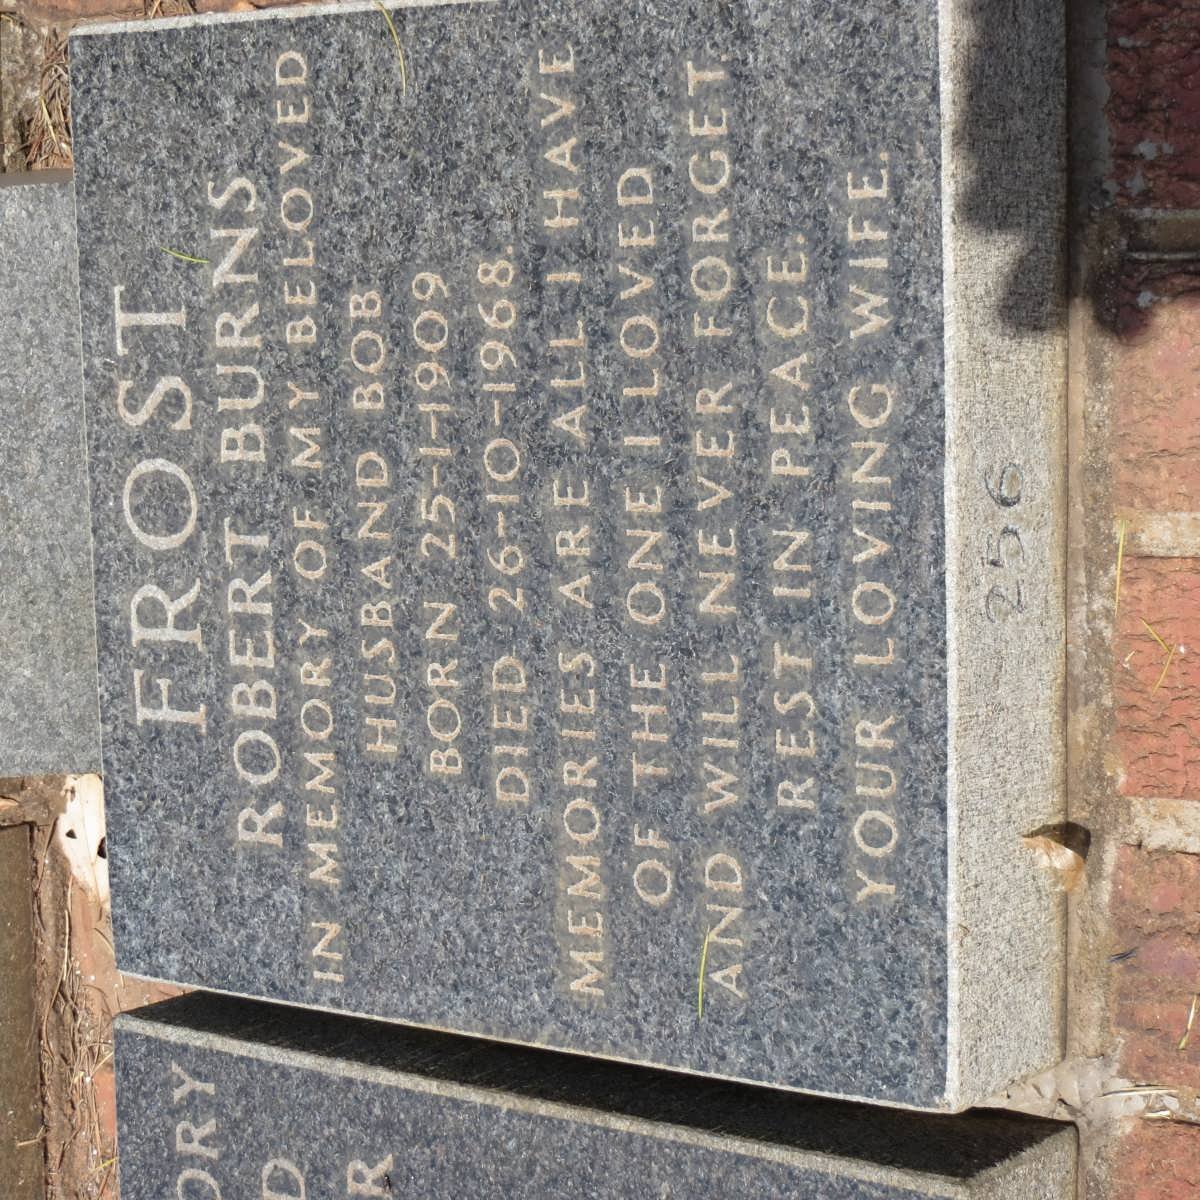 FROST
ROBERT BURNS
IN MEMORY OF MY BELOVED
HUSBAND BOB
BORN 25-1-1909
DIED 26-10-1968.
MEMORIES ARE ALL I HAVE
OF THE ONE I LOVED
AND WILL NEVER FORGET.
REST IN PEACE.
YOUR LOVING WIFE.
256